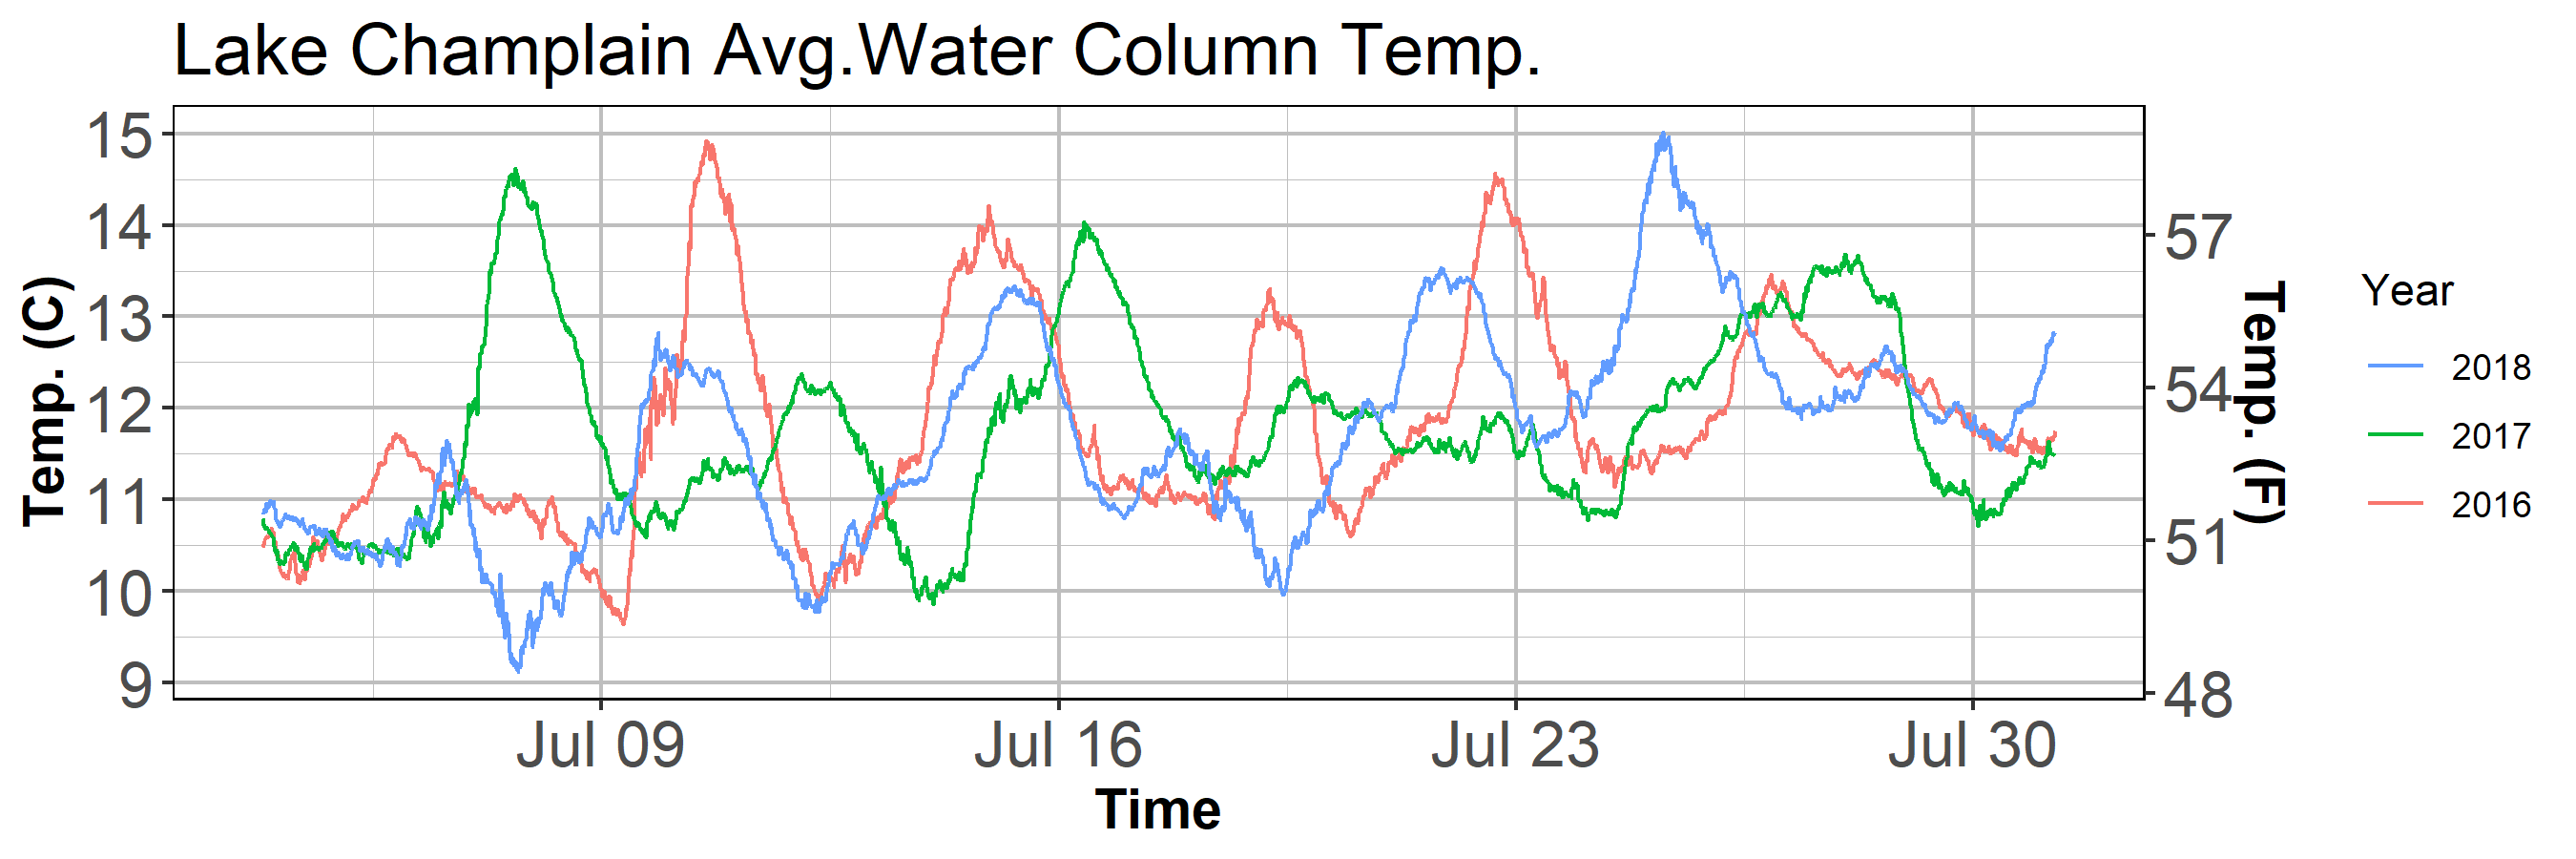 Lake Champlain Avg.Water Column Temp.
Temp. (C)
15
14
13
12
11
10
9
57
54
51
48
Temp. (F)
Jul 09
Jul 16
Jul 23
Jul 30
Time
Year
2018
2017
2016